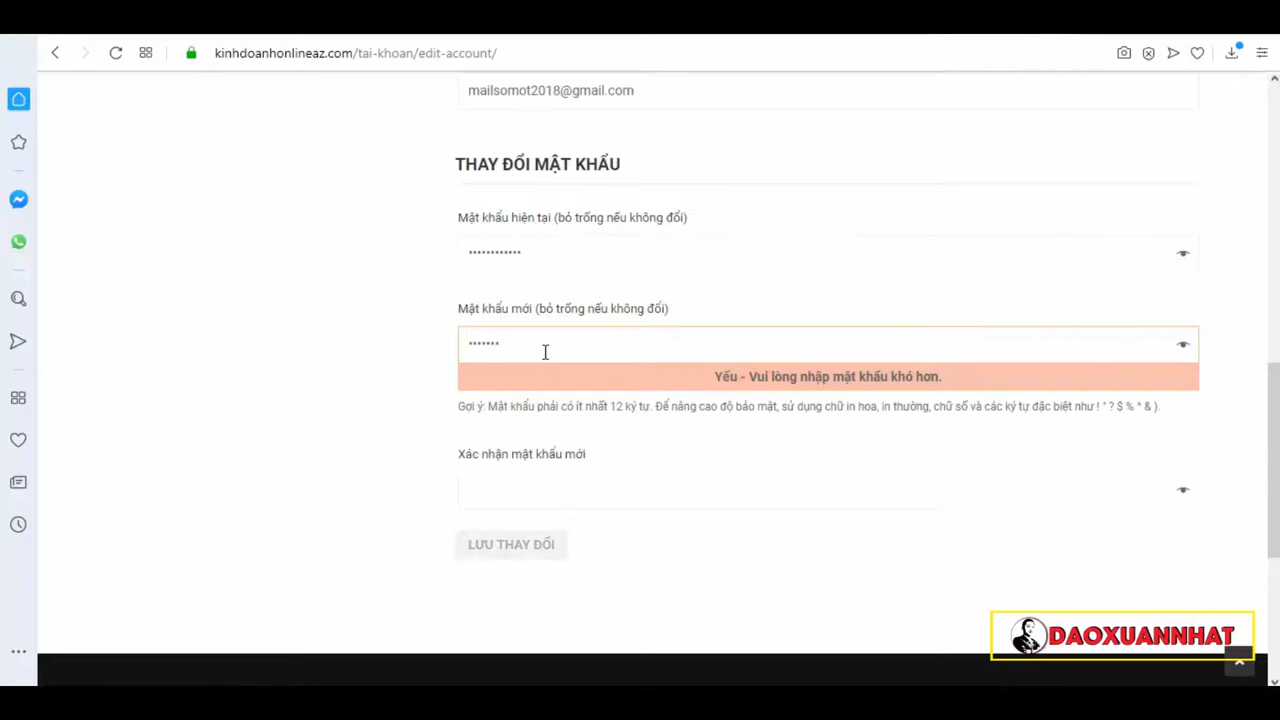 kinhdoanhonlineaz.com/tai-khoan/edit-account/
mailsomot2018@gmail.com
THAY ĐỔI MẬT KHẨU
Mật khẩu hiện tại (bỏ trống nếu không đổi)
••••••••••••
Mật khẩu mới (bỏ trống nếu không đổi)
•••••••
Yếu - Vui lòng nhập mật khẩu khó hơn.
Gợi ý: Mật khẩu phải có ít nhất 12 ký tự. Để nâng cao độ bảo mật, sử dụng chữ in hoa, in thường, chữ số và các ký tự đặc biệt như ! " ? $ % ^ & ).
Xác nhận mật khẩu mới
LƯU THAY ĐỔI
DAOXUANNHAT